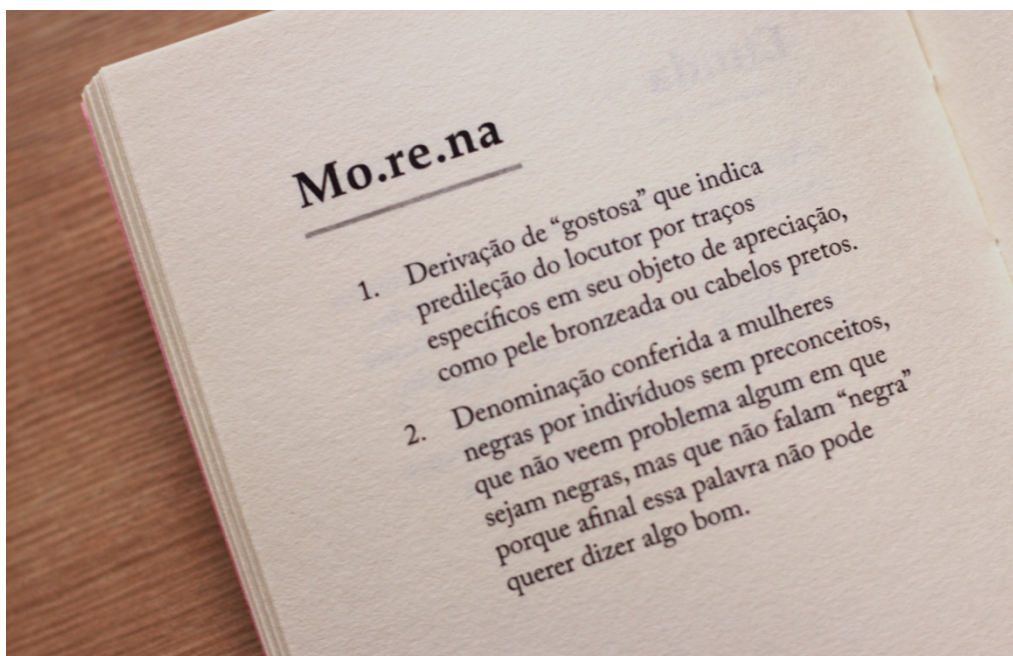 Mo.re.na
1. Derivação de “gostosa” que indica
predileção do locutor por traços
específicos em seu objeto de apreciação,
como pele bronzeada ou cabelos pretos.
2. Denominação conferida a mulheres
negras por indivíduos sem preconceitos,
que não veem problema algum em que
sejam negras, mas que não falam “negra”
porque afinal essa palavra não pode
querer dizer algo bom.